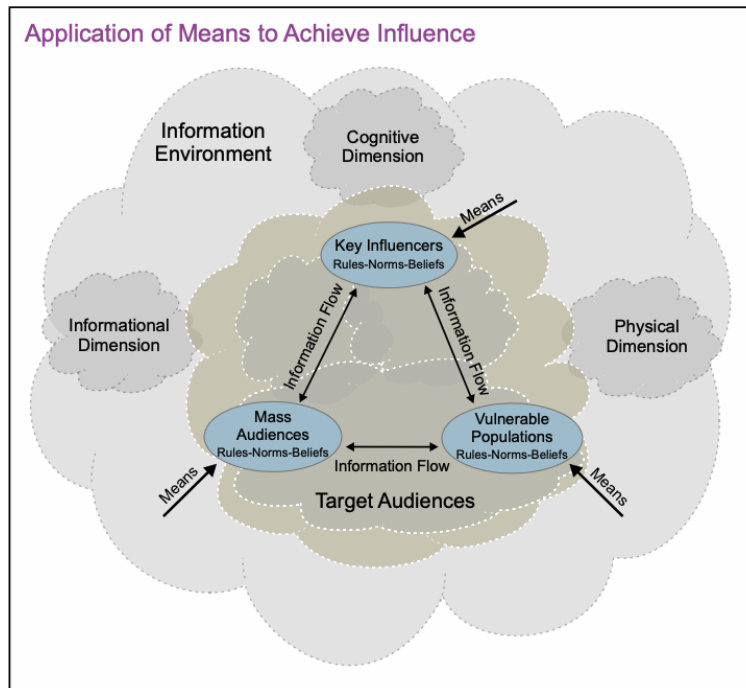 Application of Means to Achieve Influence
Information
Environment
Cognitive
Dimension
Means
Key Influencers
Rules-Norms-Beliefs
Information Flow
Information Flow
Informational
Dimension
Physical
Dimension
Mass
Audiences
Rules-Norms-Beliefs
Vulnerable
Populations
Rules-Norms-Beliefs
Information Flow
Means
Means
Target Audiences